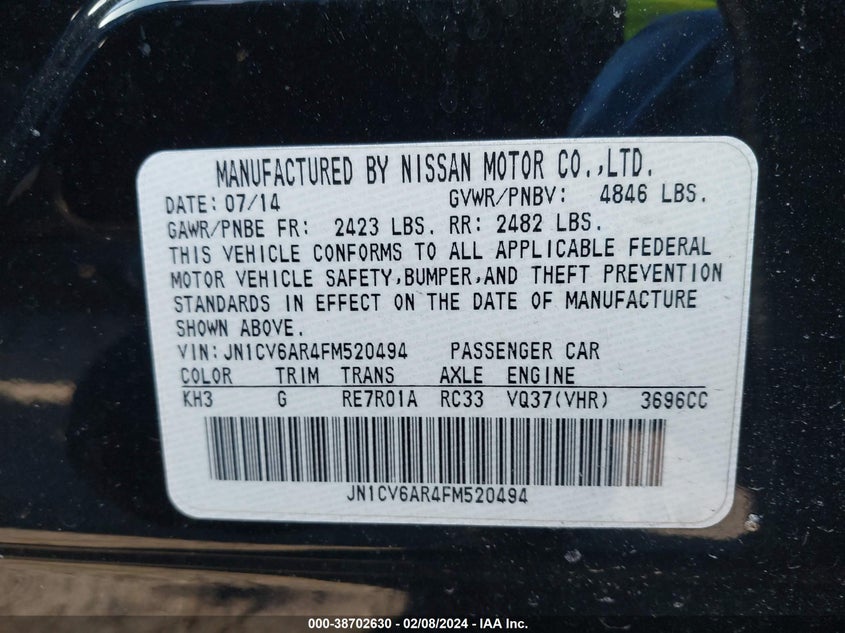 MANUFACTURED BY NISSAN MOTOR CO.,LTD.
DATE: 07/14 GVWR/PNBV: 4846 LBS.
GAWR/PNBE FR: 2423 LBS. RR: 2482 LBS.
THIS VEHICLE CONFORMS TO ALL APPLICABLE FEDERAL
MOTOR VEHICLE SAFETY,BUMPER,AND THEFT PREVENTION
STANDARDS IN EFFECT ON THE DATE OF MANUFACTURE
SHOWN ABOVE.
VIN: JN1CV6AR4FM520494 PASSENGER CAR
COLOR TRIM TRANS AXLE ENGINE
KH3 G RE7R01A RC33 VQ37(VHR) 3696CC
JN1CV6AR4FM520494
000-38702630 - 02/08/2024 - IAA Inc.